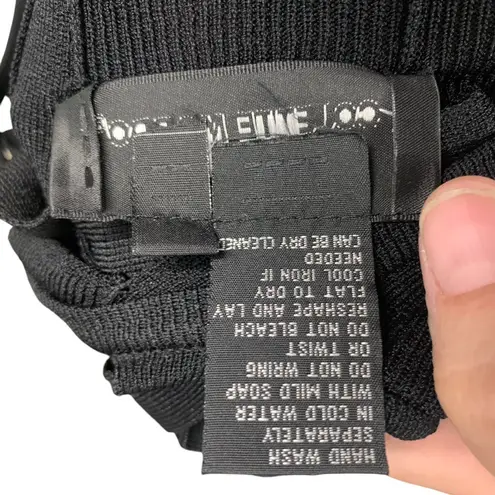 HAND WASH
SEPARATELY
IN COLD WATER
WITH MILD SOAP
DO NOT WRING
OR TWIST
DO NOT BLEACH
RESHAPE AND LAY
FLAT TO DRY
COOL IRON IF
NEEDED
CAN BE DRY CLEANED